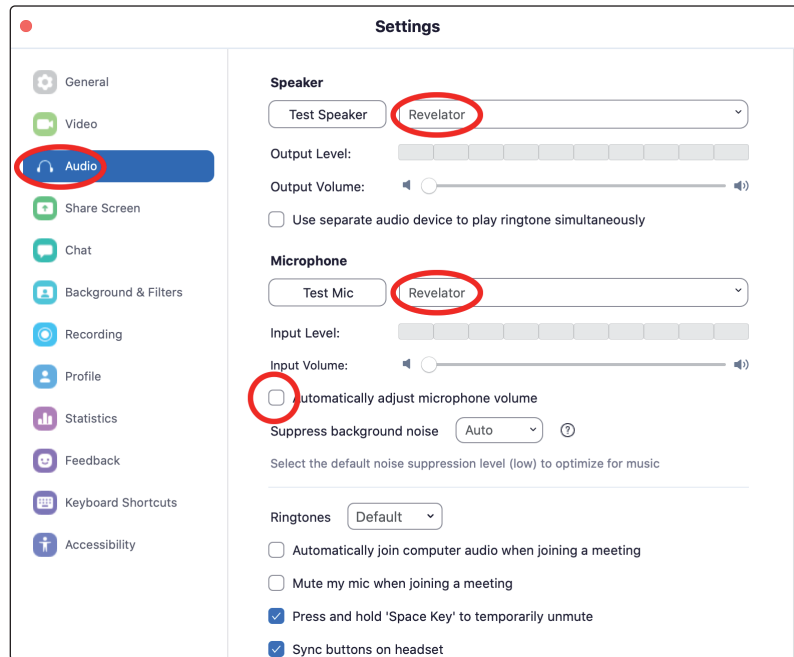 Settings
General
Video
Audio
Share Screen
Chat
Background & Filters
Recording
Profile
Statistics
Feedback
Keyboard Shortcuts
Accessibility
Speaker
Test Speaker Revelator
Output Level:
Output Volume:
Use separate audio device to play ringtone simultaneously
Microphone
Test Mic Revelator
Input Level:
Input Volume:
Automatically adjust microphone volume
Suppress background noise Auto ?
Select the default noise suppression level (low) to optimize for music
Ringtones Default
Automatically join computer audio when joining a meeting
Mute my mic when joining a meeting
Press and hold 'Space Key' to temporarily unmute
Sync buttons on headset